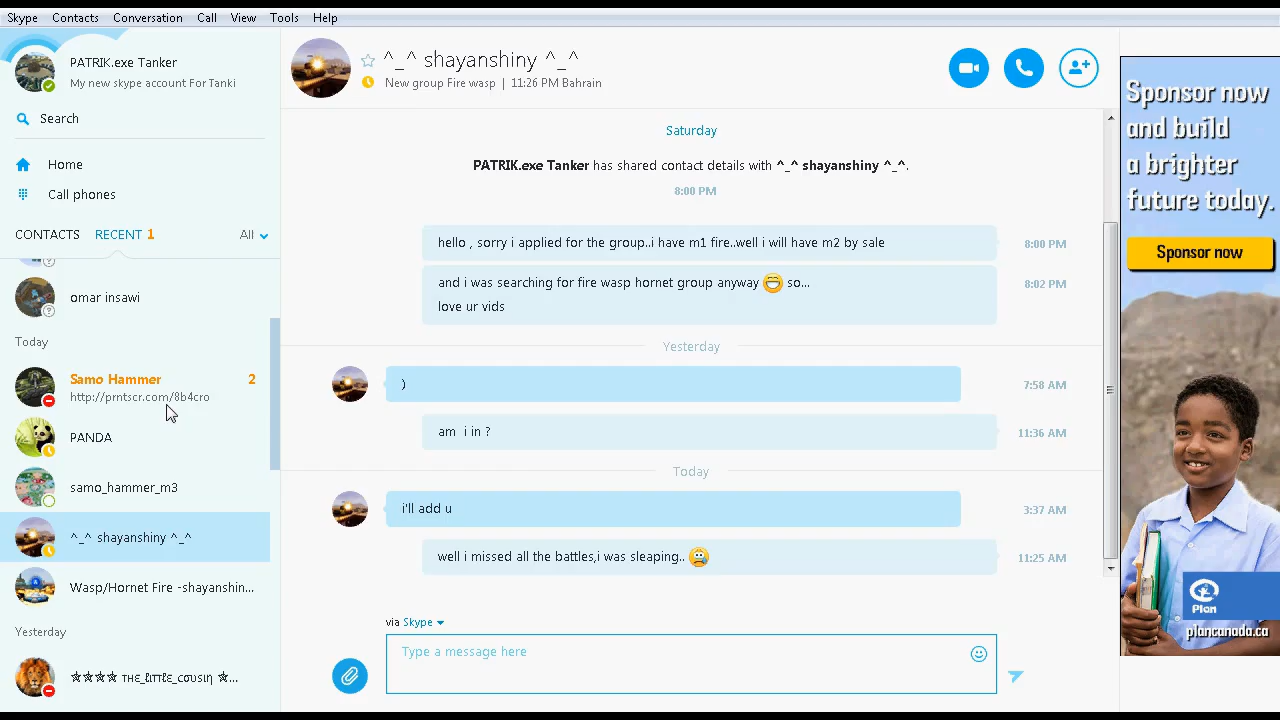 Skype Contacts Conversation Call View Tools Help
PATRIK.exe Tanker
My new skype account For Tanki
Search
Home
Call phones
CONTACTS RECENT 1 All
omar insawi
Today
Samo Hammer 2
http://prntscr.com/8b4cro
PANDA
samo_hammer_m3
^_^ shayanshiny ^_^
Wasp/Hornet Fire -shayanshin...
Yesterday
★★★★ тнε_ℓιттℓε_cσυsιη ★...
^_^ shayanshiny ^_^
New group Fire wasp | 11:26 PM Bahrain
Saturday
PATRIK.exe Tanker has shared contact details with ^_^ shayanshiny ^_^.
8:00 PM
hello , sorry i applied for the group..i have m1 fire..well i will have m2 by sale 8:00 PM
and i was searching for fire wasp hornet group anyway 😄 so... 8:02 PM
love ur vids
Yesterday
) 7:58 AM
am i in ? 11:36 AM
Today
i'll add u 3:37 AM
well i missed all the battles,i was sleaping.. 😢 11:25 AM
via Skype
Type a message here
Sponsor now
and build
a brighter
future today.
Sponsor now
Plan
plancanada.ca